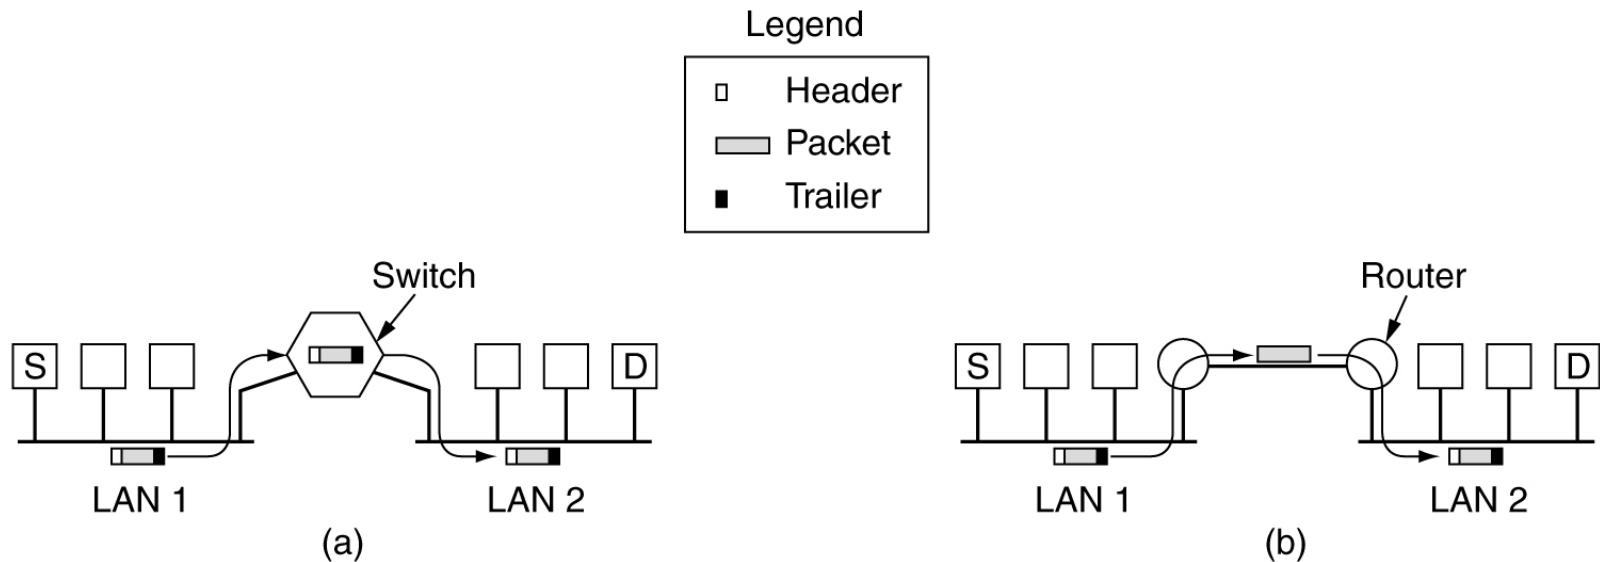 Legend
Header
Packet
Trailer
Switch
S
D
LAN 1
LAN 2
(a)
Router
S
D
LAN 1
LAN 2
(b)